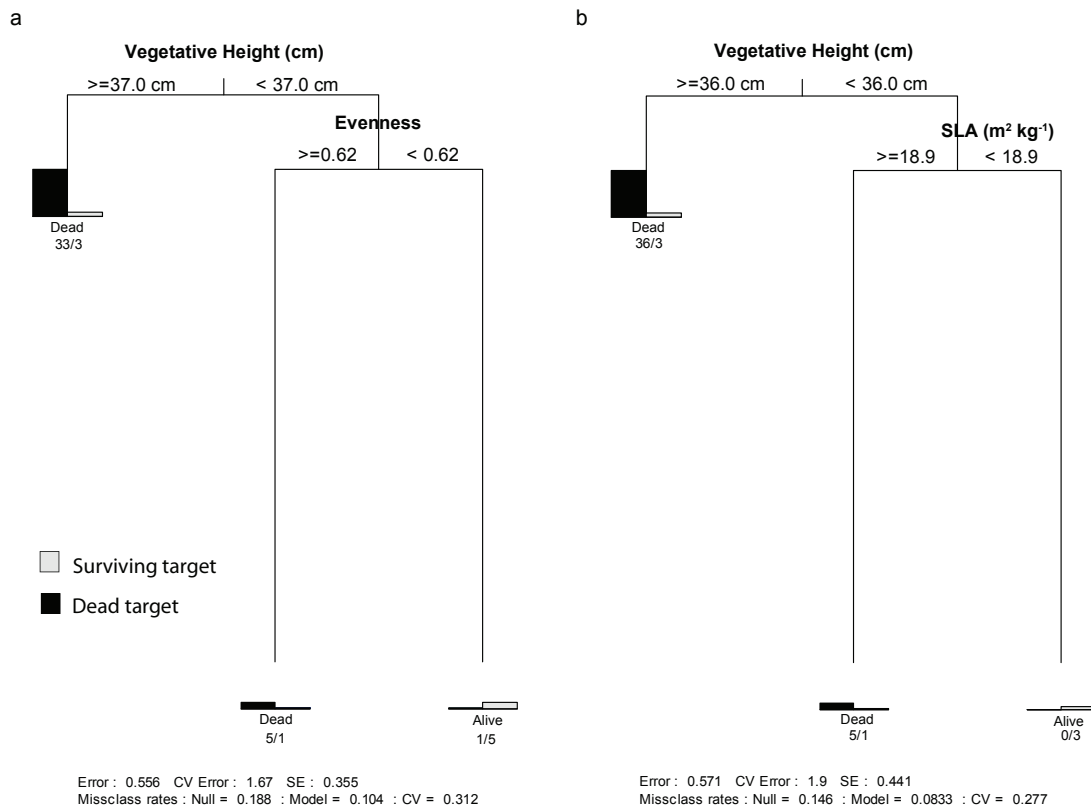 a
Vegetative Height (cm)
>=37.0 cm < 37.0 cm
Evenness
>=0.62 < 0.62
Dead
33/3
Surviving target
Dead target
Dead
5/1
Alive
1/5
Error : 0.556 CV Error : 1.67 SE : 0.355
Missclass rates : Null = 0.188 : Model = 0.104 : CV = 0.312
b
Vegetative Height (cm)
>=36.0 cm < 36.0 cm
SLA (m² kg⁻¹)
>=18.9 < 18.9
Dead
36/3
Dead
5/1
Alive
0/3
Error : 0.571 CV Error : 1.9 SE : 0.441
Missclass rates : Null = 0.146 : Model = 0.0833 : CV = 0.277